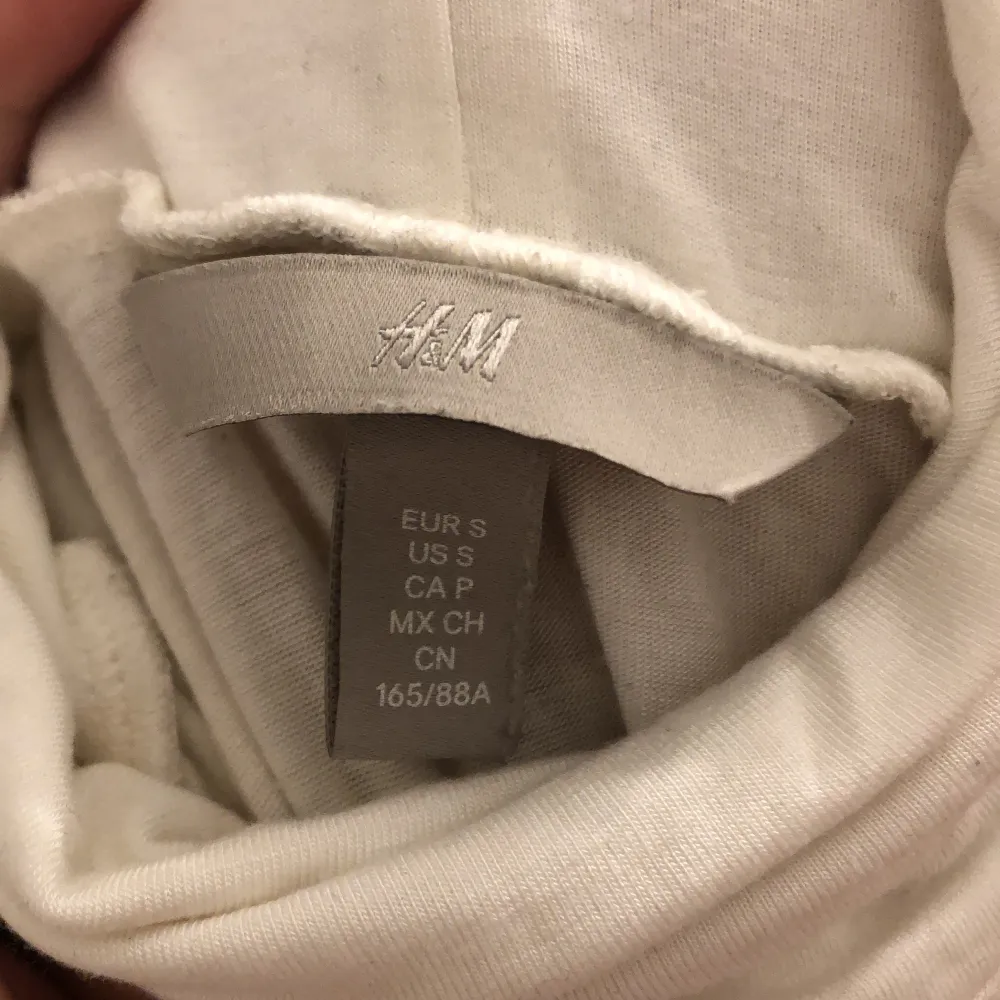 H&M
EUR S
US S
CA P
MX CH
CN
165/88A